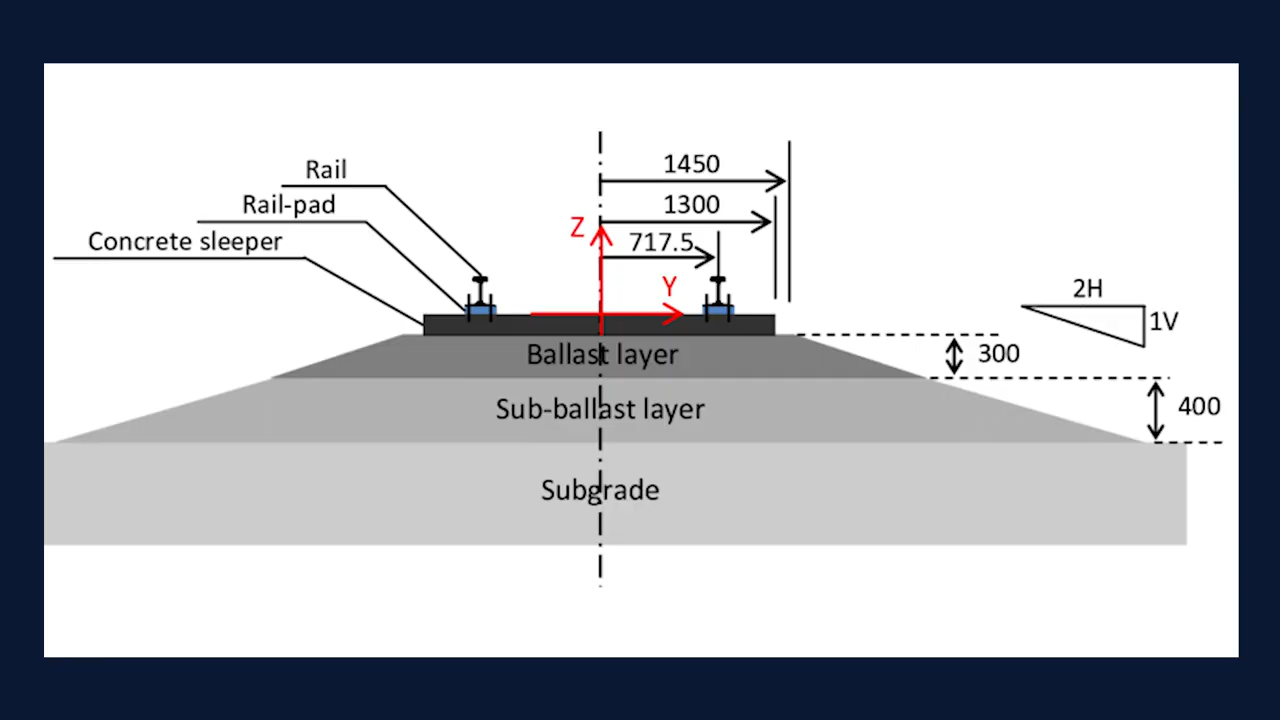 1450
Rail
1300
Rail-pad
Z
717.5
Concrete sleeper
Y
2H
1V
Ballast layer
300
Sub-ballast layer
400
Subgrade